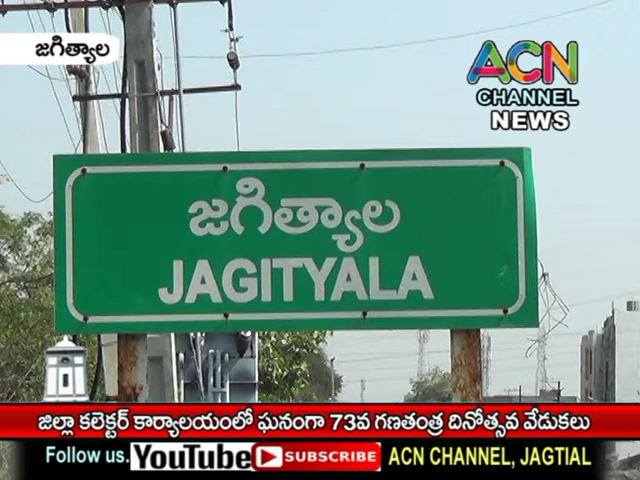 జగిత్యాల
ACN
CHANNEL
NEWS
జగిత్యాల
JAGITYALA
జిల్లా కలెక్టర్ కార్యాలయంలో ఘనంగా 73వ గణతంత్ర దినోత్సవ వేడుకలు
Follow us. YouTube SUBSCRIBE ACN CHANNEL, JAGTIAL